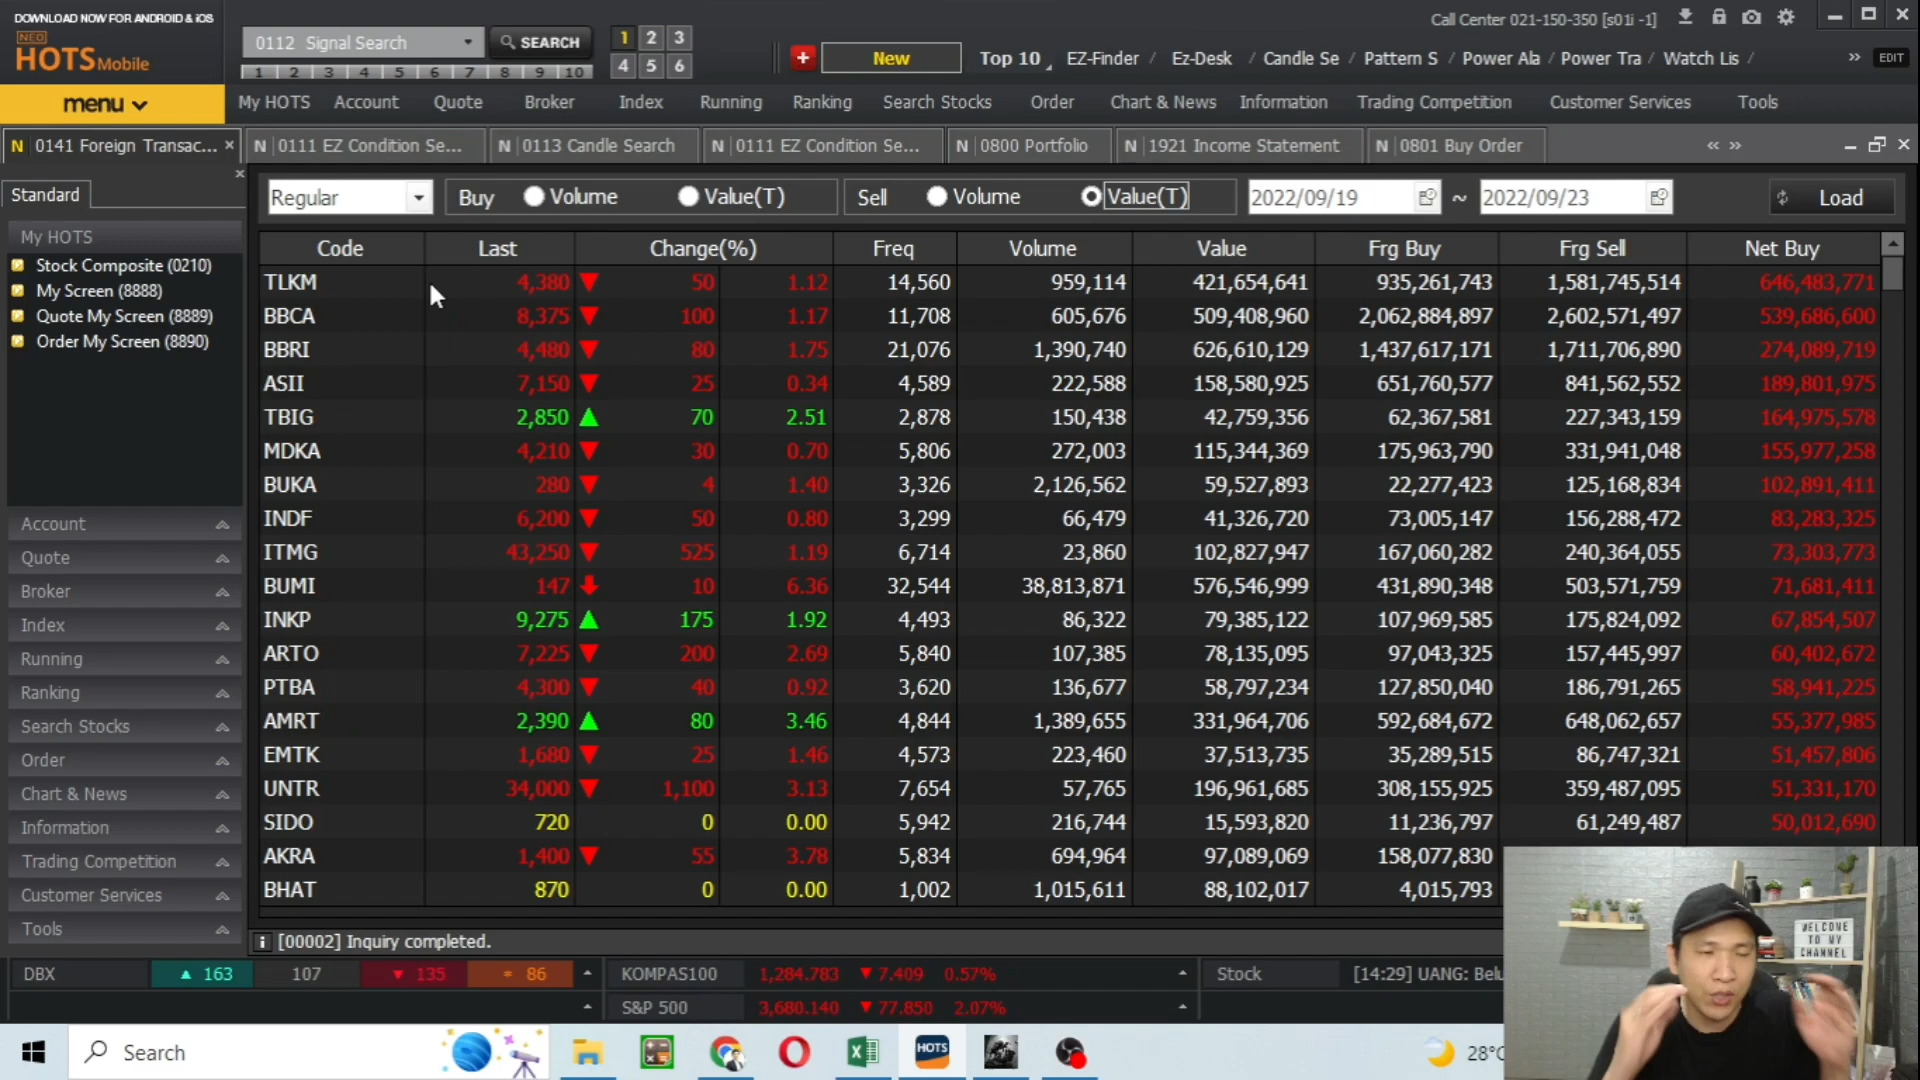 DOWNLOAD NOW FOR ANDROID & iOS
NEO
HOTS Mobile
0112 Signal Search
SEARCH
1 2 3 4 5 6 7 8 9 10
1 2 3
4 5 6
New
Call Center 021-150-350 [s01i -1]
Top 10 EZ-Finder / Ez-Desk / Candle Se / Pattern S / Power Ala / Power Tra / Watch Lis /
» EDIT
menu
My HOTS Account Quote Broker Index Running Ranking Search Stocks Order Chart & News Information Trading Competition Customer Services Tools
N 0141 Foreign Transac... × N 0111 EZ Condition Se... N 0113 Candle Search N 0111 EZ Condition Se... N 0800 Portfolio N 1921 Income Statement N 0801 Buy Order « »
Standard
My HOTS
Stock Composite (0210)
My Screen (8888)
Quote My Screen (8889)
Order My Screen (8890)
Account
Quote
Broker
Index
Running
Ranking
Search Stocks
Order
Chart & News
Information
Trading Competition
Customer Services
Tools
Regular Buy Volume Value(T) Sell Volume Value(T) 2022/09/19 ~ 2022/09/23 Load
Code Last Change(%) Freq Volume Value Frg Buy Frg Sell Net Buy
TLKM 4,380 50 1.12 14,560 959,114 421,654,641 935,261,743 1,581,745,514 646,483,771
BBCA 8,375 100 1.17 11,708 605,676 509,408,960 2,062,884,897 2,602,571,497 539,686,600
BBRI 4,480 80 1.75 21,076 1,390,740 626,610,129 1,437,617,171 1,711,706,890 274,089,719
ASII 7,150 25 0.34 4,589 222,588 158,580,925 651,760,577 841,562,552 189,801,975
TBIG 2,850 70 2.51 2,878 150,438 42,759,356 62,367,581 227,343,159 164,975,578
MDKA 4,210 30 0.70 5,806 272,003 115,344,369 175,963,790 331,941,048 155,977,258
BUKA 280 4 1.40 3,326 2,126,562 59,527,893 22,277,423 125,168,834 102,891,411
INDF 6,200 50 0.80 3,299 66,479 41,326,720 73,005,147 156,288,472 83,283,325
ITMG 43,250 525 1.19 6,714 23,860 102,827,947 167,060,282 240,364,055 73,303,773
BUMI 147 10 6.36 32,544 38,813,871 576,546,999 431,890,348 503,571,759 71,681,411
INKP 9,275 175 1.92 4,493 86,322 79,385,122 107,969,585 175,824,092 67,854,507
ARTO 7,225 200 2.69 5,840 107,385 78,135,095 97,043,325 157,445,997 60,402,672
PTBA 4,300 40 0.92 3,620 136,677 58,797,234 127,850,040 186,791,265 58,941,225
AMRT 2,390 80 3.46 4,844 1,389,655 331,964,706 592,684,672 648,062,657 55,377,985
EMTK 1,680 25 1.46 4,573 223,460 37,513,735 35,289,515 86,747,321 51,457,806
UNTR 34,000 1,100 3.13 7,654 57,765 196,961,685 308,155,925 359,487,095 51,331,170
SIDO 720 0 0.00 5,942 216,744 15,593,820 11,236,797 61,249,487 50,012,690
AKRA 1,400 55 3.78 5,834 694,964 97,089,069 158,077,830
BHAT 870 0 0.00 1,002 1,015,611 88,102,017 4,015,793
[00002] Inquiry completed.
DBX 163 107 135 86 KOMPAS100 1,284.783 7.409 0.57% Stock [14:29] UANG: Belu
S&P 500 3,680.140 77.850 2.07%
WELCOME
TO MY
CHANNEL
Search
HOTS
28°C